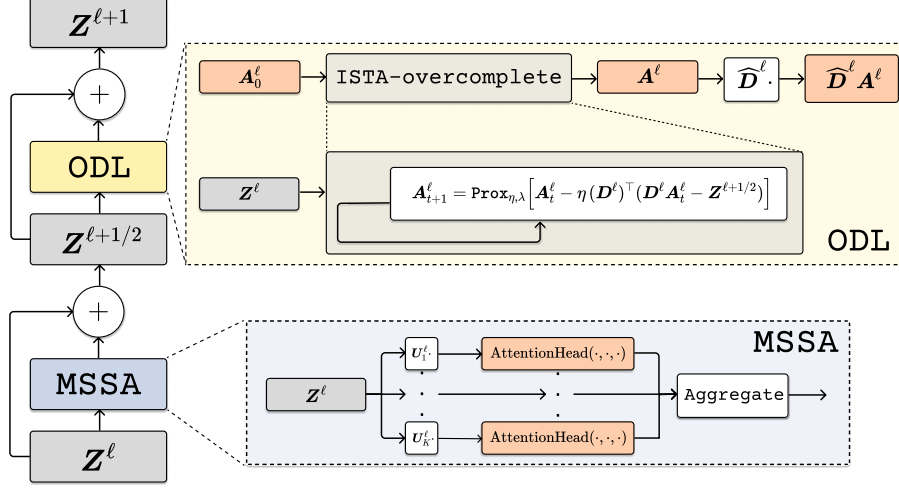 Z^{ℓ+1}
+
ODL
Z^{ℓ+1/2}
+
MSSA
Z^ℓ
A_0^ℓ
ISTA-overcomplete
A^ℓ
D̂^ℓ·
D̂^ℓ A^ℓ
Z^ℓ
A_{t+1}^ℓ = Prox_{η,λ}[A_t^ℓ − η (D^ℓ)^⊤(D^ℓ A_t^ℓ − Z^{ℓ+1/2})]
ODL
MSSA
Z^ℓ
U_1^ℓ·
AttentionHead(·,·,·)
U_K^ℓ·
AttentionHead(·,·,·)
Aggregate